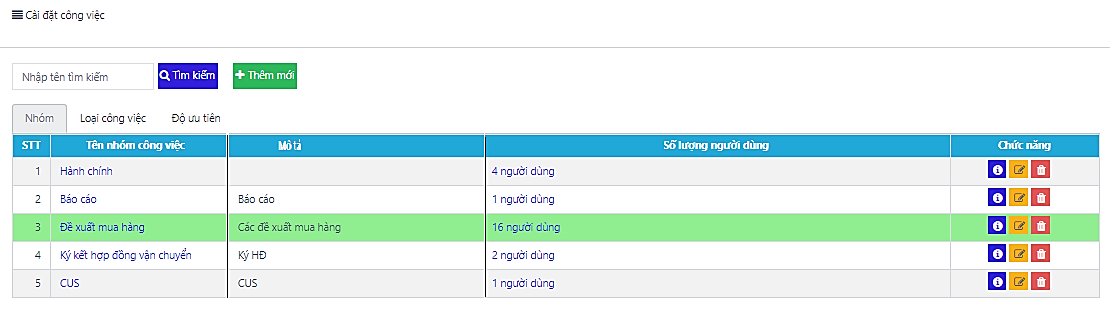 Cài đặt công việc
Nhập tên tìm kiếm Tìm kiếm Thêm mới
Nhóm Loại công việc Độ ưu tiên
STT Tên nhóm công việc Mô tả Số lượng người dùng Chức năng
1 Hành chính 4 người dùng
2 Báo cáo Báo cáo 1 người dùng
3 Đề xuất mua hàng Các đề xuất mua hàng 16 người dùng
4 Ký kết hợp đồng vận chuyển Ký HĐ 2 người dùng
5 CUS CUS 1 người dùng